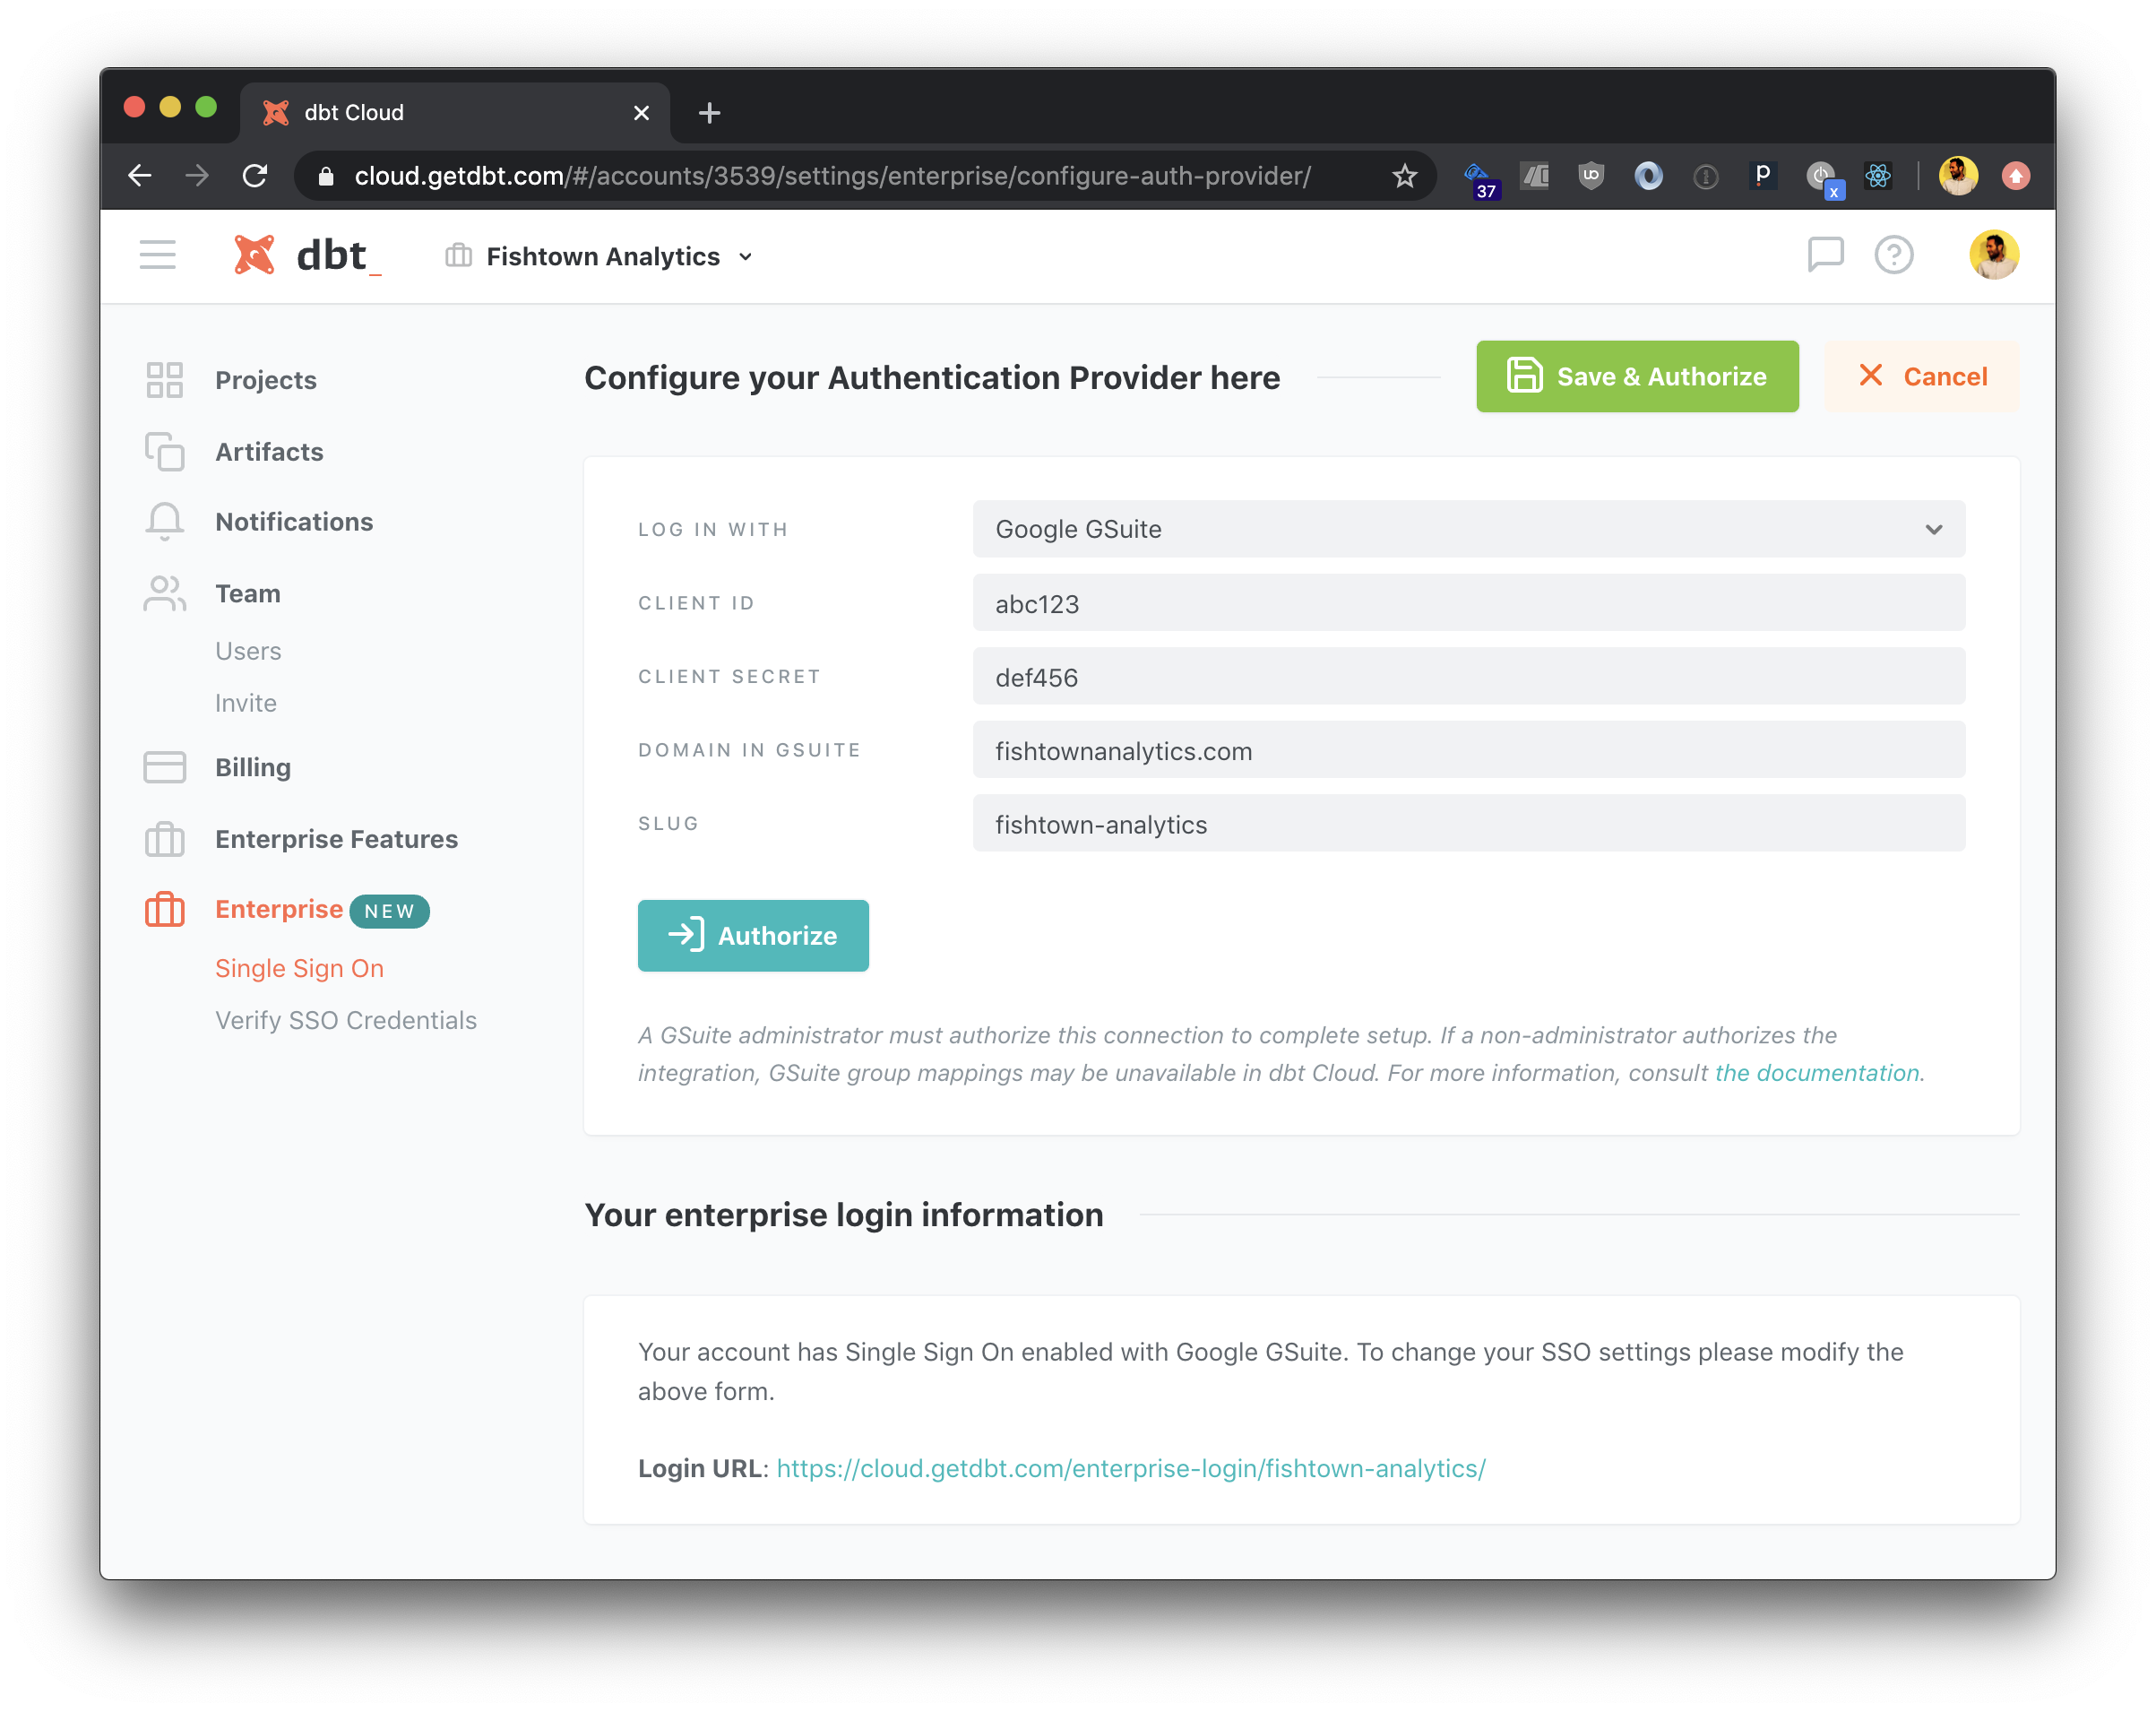 dbt Cloud
cloud.getdbt.com/#/accounts/3539/settings/enterprise/configure-auth-provider/
37
uo
p
x
dbt_
Fishtown Analytics
Projects
Artifacts
Notifications
Team
Users
Invite
Billing
Enterprise Features
Enterprise NEW
Single Sign On
Verify SSO Credentials
Configure your Authentication Provider here
Save & Authorize
Cancel
LOG IN WITH Google GSuite
CLIENT ID abc123
CLIENT SECRET def456
DOMAIN IN GSUITE fishtownanalytics.com
SLUG fishtown-analytics
Authorize
A GSuite administrator must authorize this connection to complete setup. If a non-administrator authorizes the
integration, GSuite group mappings may be unavailable in dbt Cloud. For more information, consult the documentation.
Your enterprise login information
Your account has Single Sign On enabled with Google GSuite. To change your SSO settings please modify the
above form.
Login URL: https://cloud.getdbt.com/enterprise-login/fishtown-analytics/